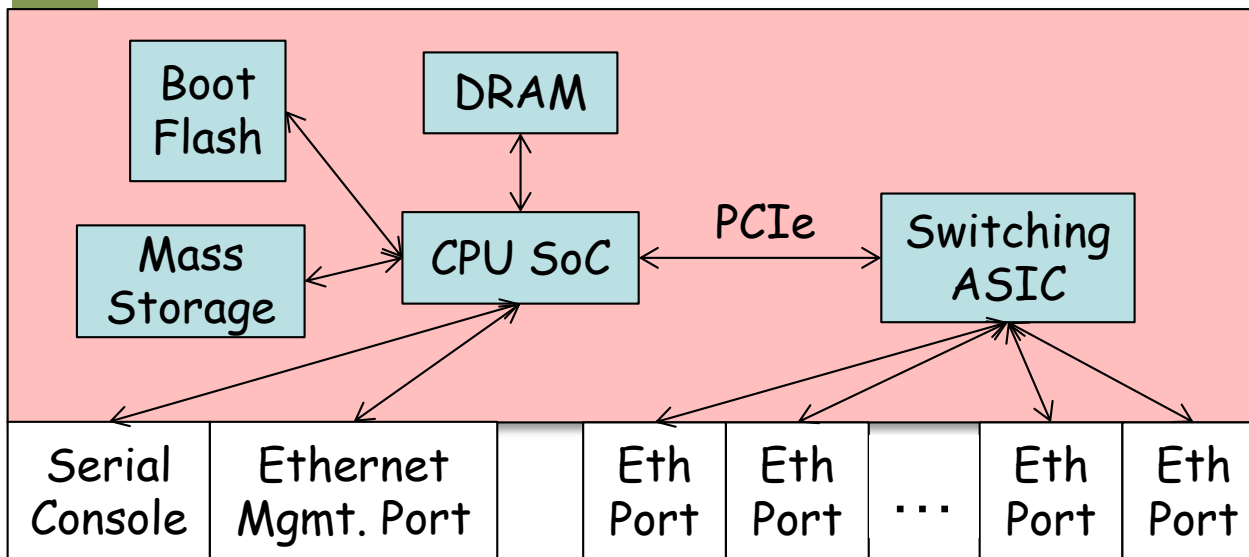 Boot
Flash
DRAM
Mass
Storage
CPU SoC
PCIe
Switching
ASIC
Serial
Console
Ethernet
Mgmt. Port
Eth
Port
Eth
Port
...
Eth
Port
Eth
Port